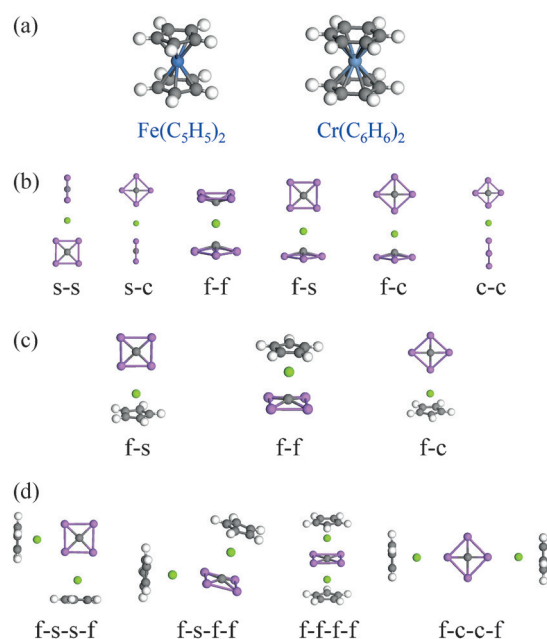 (a)
Fe(C₅H₅)₂ Cr(C₆H₆)₂
(b)
s-s s-c f-f f-s f-c c-c
(c)
f-s f-f f-c
(d)
f-s-s-f f-s-f-f f-f-f-f f-c-c-f